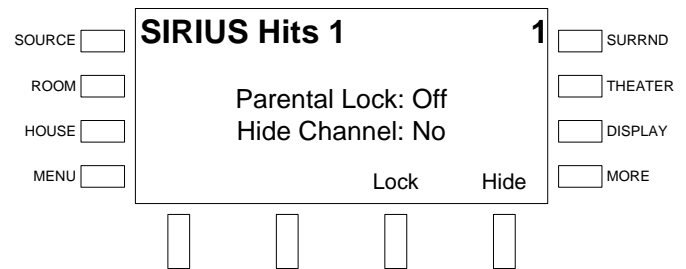 SIRIUS Hits 1 1
SOURCE
SURRND
ROOM
THEATER
Parental Lock: Off
HOUSE
Hide Channel: No
DISPLAY
MENU
Lock Hide
MORE